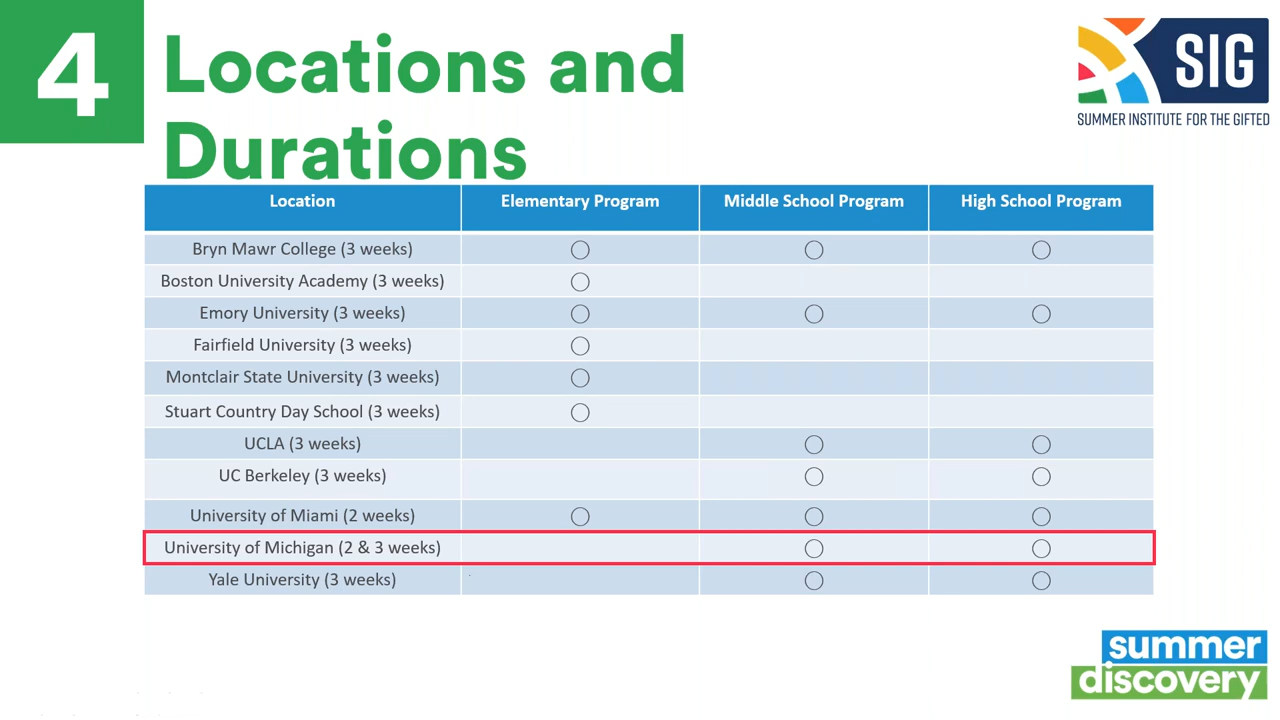 4
Locations and
Durations
SIG
SUMMER INSTITUTE FOR THE GIFTED
Location Elementary Program Middle School Program High School Program
Bryn Mawr College (3 weeks) ◯ ◯ ◯
Boston University Academy (3 weeks) ◯
Emory University (3 weeks) ◯ ◯ ◯
Fairfield University (3 weeks) ◯
Montclair State University (3 weeks) ◯
Stuart Country Day School (3 weeks) ◯
UCLA (3 weeks) ◯ ◯
UC Berkeley (3 weeks) ◯ ◯
University of Miami (2 weeks) ◯ ◯ ◯
University of Michigan (2 & 3 weeks) ◯ ◯
Yale University (3 weeks) ◯ ◯
summer
discovery